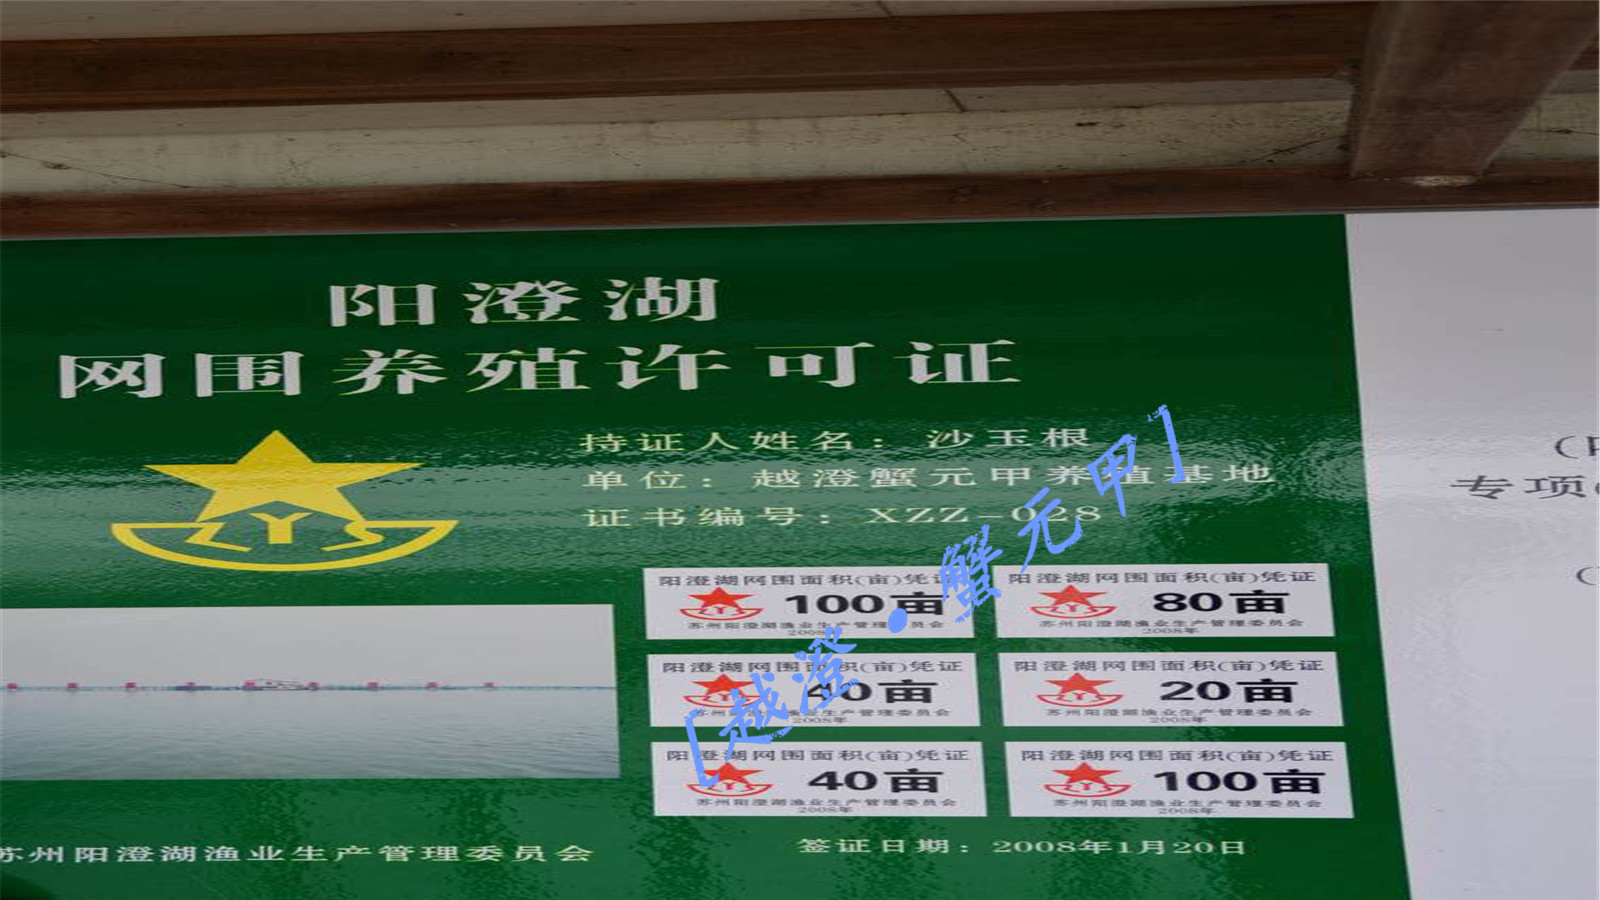 阳澄湖
网围养殖许可证
持证人姓名：沙玉根
单位：越澄蟹元甲养殖基地
证书编号：XZZ-028
ZYS
阳澄湖网围面积(亩)凭证
ZYS 100亩
苏州阳澄湖渔业生产管理委员会
2008年
阳澄湖网围面积(亩)凭证
ZYS 80亩
苏州阳澄湖渔业生产管理委员会
2008年
阳澄湖网围面积(亩)凭证
ZYS 40亩
苏州阳澄湖渔业生产管理委员会
2008年
阳澄湖网围面积(亩)凭证
ZYS 20亩
苏州阳澄湖渔业生产管理委员会
2008年
阳澄湖网围面积(亩)凭证
ZYS 40亩
苏州阳澄湖渔业生产管理委员会
2008年
阳澄湖网围面积(亩)凭证
ZYS 100亩
苏州阳澄湖渔业生产管理委员会
2008年
苏州阳澄湖渔业生产管理委员会
签证日期：2008年1月20日
[越澄·蟹元甲]
专项